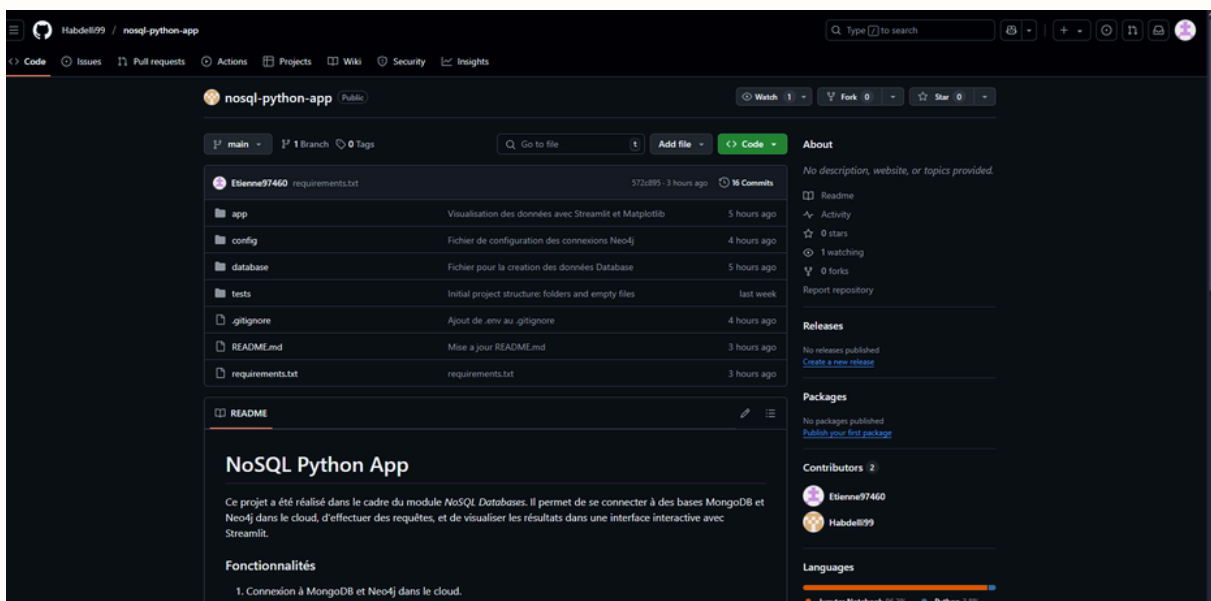 Habdelli99 / nosql-python-app
Type / to search
Code Issues Pull requests Actions Projects Wiki Security Insights
nosql-python-app Public
Watch 1 Fork 0 Star 0
main 1 Branch 0 Tags Go to file t Add file Code
Etienne97460 requirements.txt 572c895 · 3 hours ago 16 Commits
app Visualisation des données avec Streamlit et Matplotlib 5 hours ago
config Fichier de configuration des connexions Neo4j 4 hours ago
database Fichier pour la creation des données Database 5 hours ago
tests Initial project structure: folders and empty files last week
.gitignore Ajout de .env au .gitignore 4 hours ago
README.md Mise a jour README.md 3 hours ago
requirements.txt requirements.txt 3 hours ago
README
NoSQL Python App
Ce projet a été réalisé dans le cadre du module NoSQL Databases. Il permet de se connecter à des bases MongoDB et
Neo4j dans le cloud, d'effectuer des requêtes, et de visualiser les résultats dans une interface interactive avec
Streamlit.
Fonctionnalités
1. Connexion à MongoDB et Neo4j dans le cloud.
About
No description, website, or topics provided.
Readme
Activity
0 stars
1 watching
0 forks
Report repository
Releases
No releases published
Create a new release
Packages
No packages published
Publish your first package
Contributors 2
Etienne97460
Habdelli99
Languages